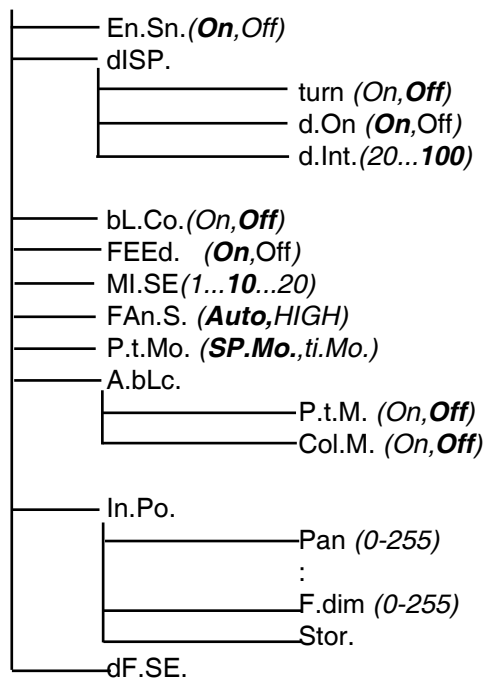 En.Sn.(On,Off)
dISP.
turn (On,Off)
d.On (On,Off)
d.Int.(20...100)
bL.Co.(On,Off)
FEEd. (On,Off)
MI.SE(1...10...20)
FAn.S. (Auto,HIGH)
P.t.Mo. (SP.Mo.,ti.Mo.)
A.bLc.
P.t.M. (On,Off)
Col.M. (On,Off)
In.Po.
Pan (0-255)
:
F.dim (0-255)
Stor.
dF.SE.